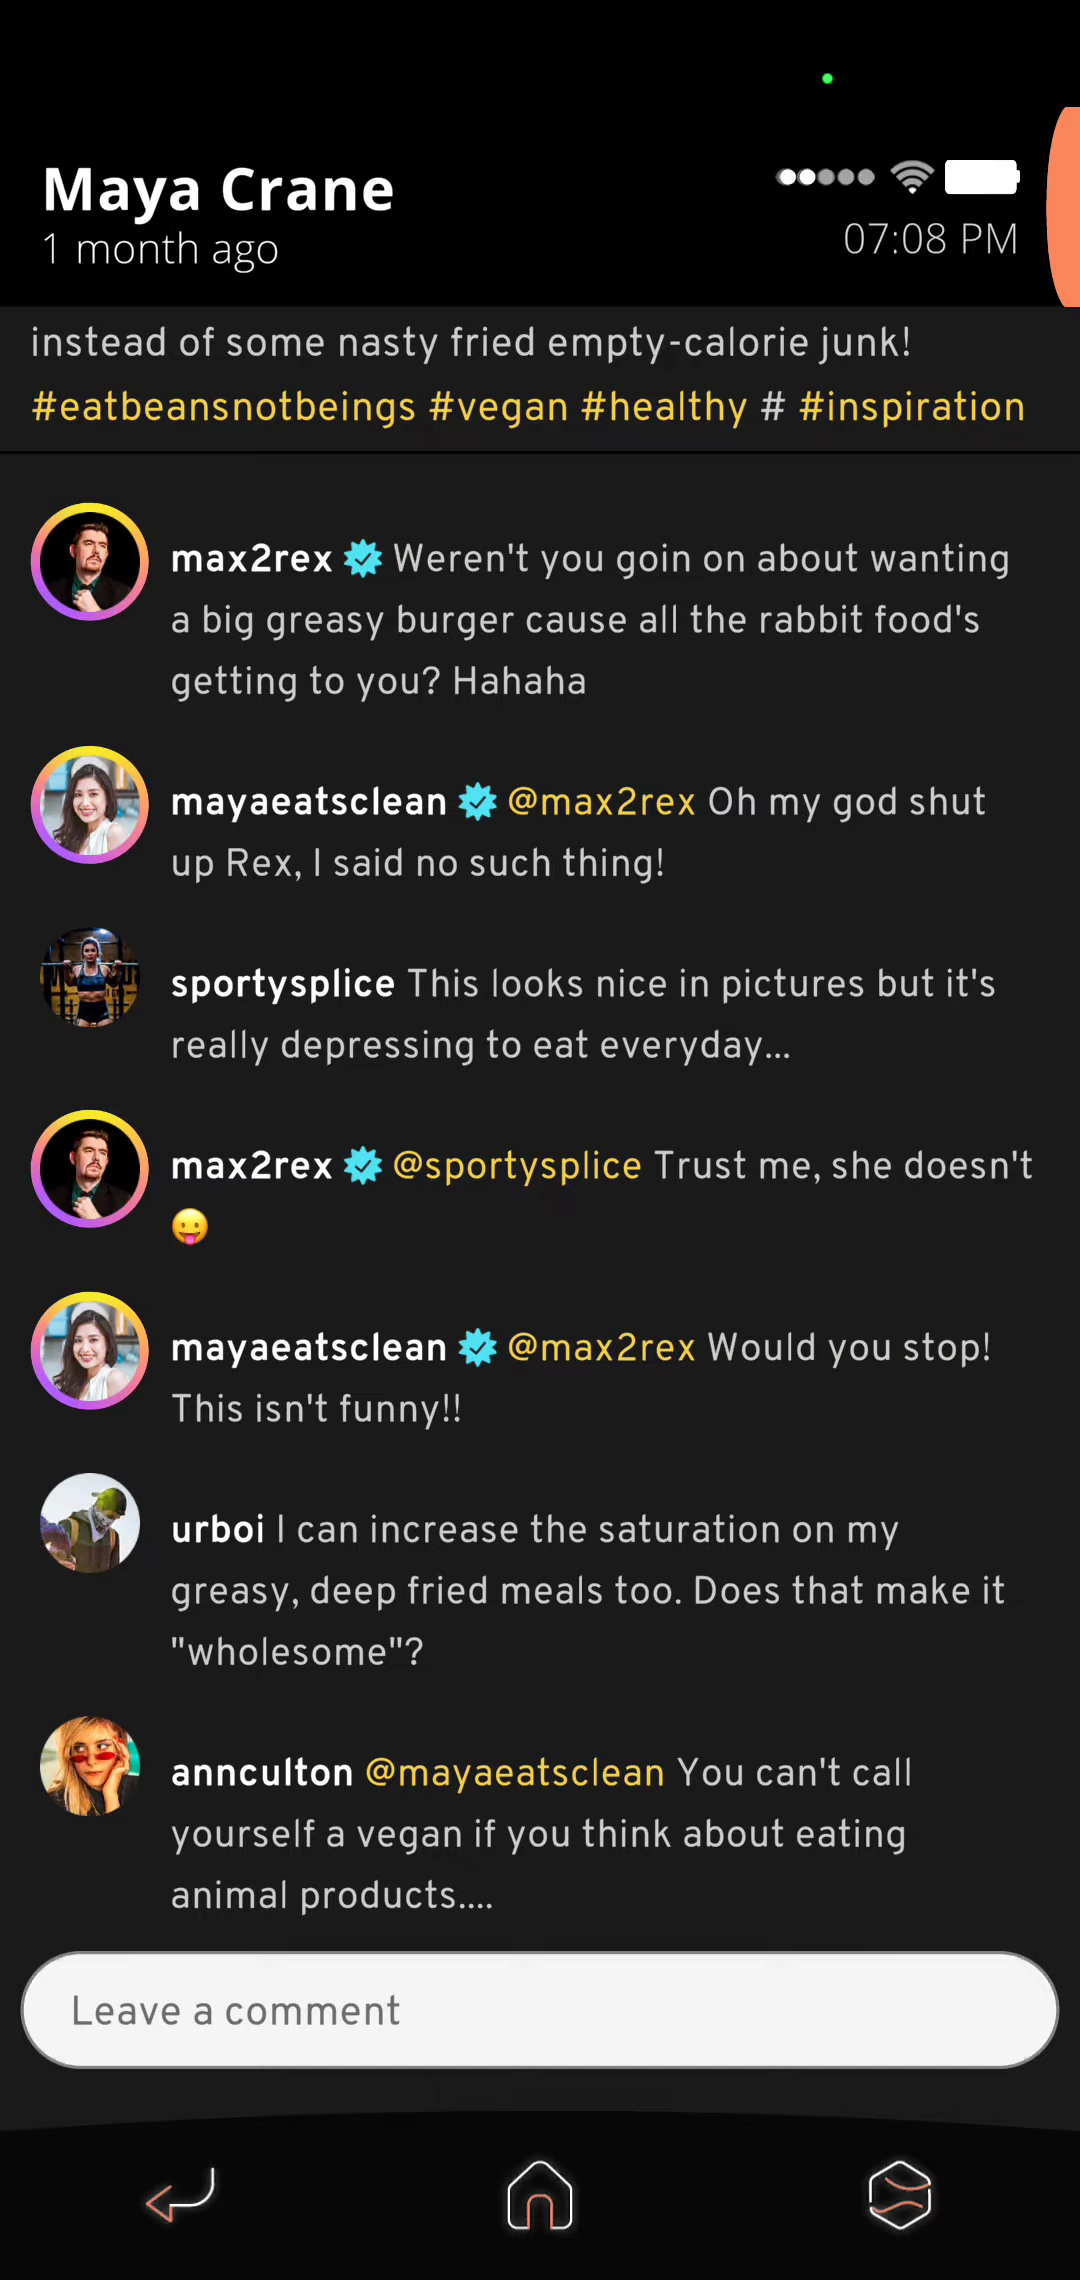 Maya Crane
1 month ago
07:08 PM
instead of some nasty fried empty-calorie junk!
#eatbeansnotbeings #vegan #healthy # #inspiration
max2rex Weren't you goin on about wanting
a big greasy burger cause all the rabbit food's
getting to you? Hahaha
mayaeatsclean @max2rex Oh my god shut
up Rex, I said no such thing!
sportysplice This looks nice in pictures but it's
really depressing to eat everyday...
max2rex @sportysplice Trust me, she doesn't
😛
mayaeatsclean @max2rex Would you stop!
This isn't funny!!
urboi I can increase the saturation on my
greasy, deep fried meals too. Does that make it
"wholesome"?
annculton @mayaeatsclean You can't call
yourself a vegan if you think about eating
animal products....
Leave a comment